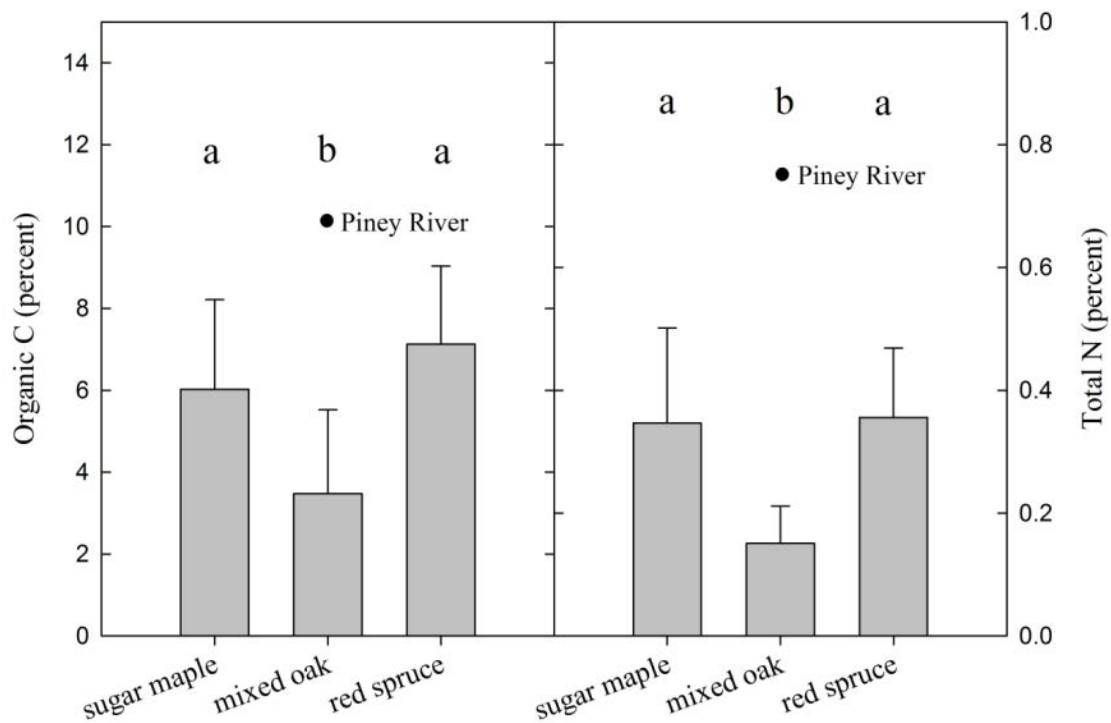 Organic C (percent)
14
12
10
8
6
4
2
0
a
b
a
Piney River
sugar maple
mixed oak
red spruce
a
b
a
Piney River
sugar maple
mixed oak
red spruce
1.0
0.8
0.6
0.4
0.2
0.0
Total N (percent)